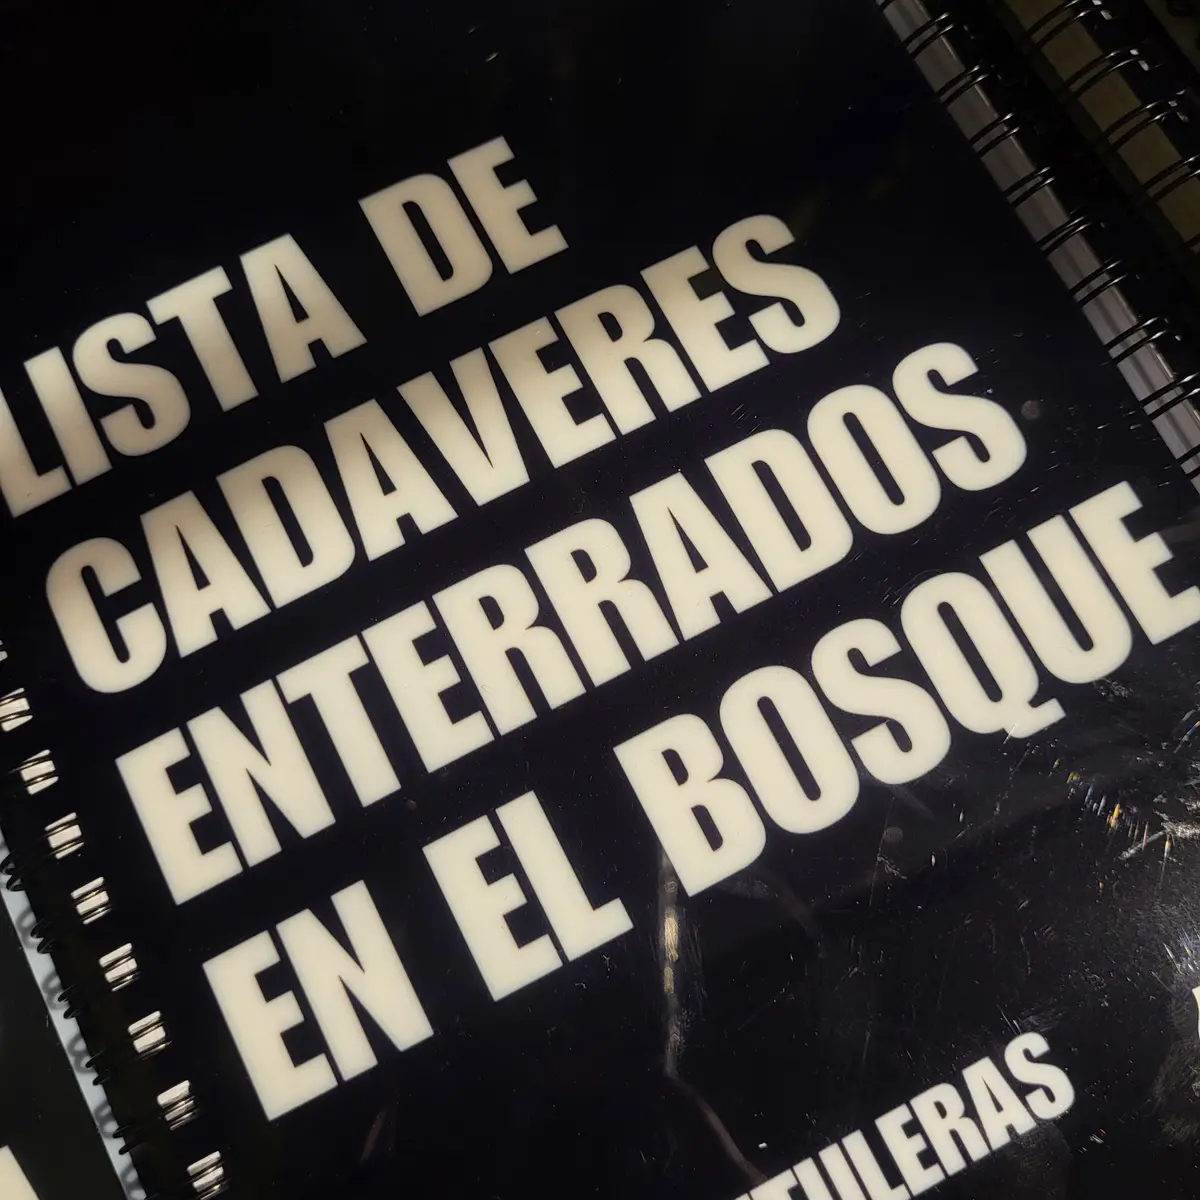 LISTA DE
CADAVERES
ENTERRADOS
EN EL BOSQUE